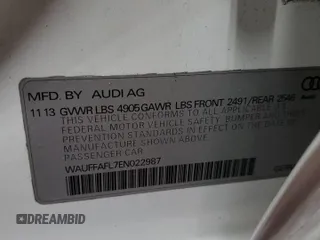 MFD BY AUDI AG
11 13 GVWR LBS 4905 GAWR LBS FRONT 2491/REAR 2546
THIS VEHICLE CONFORMS TO ALL APPLICABLE
FEDERAL MOTOR VEHICLE SAFETY, BUMPER, AND THEFT
PREVENTION STANDARDS IN EFFECT ON THE
DATE OF MANUFACTURE SHOWN ABOVE
PASSENGER CAR
WAUFFAFL7EN022987
DREAMBID